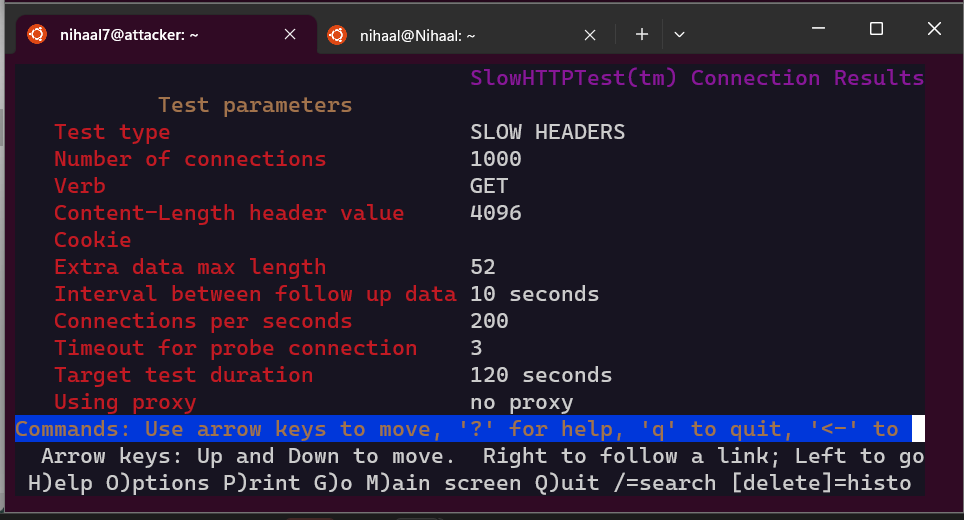 nihaal7@attacker: ~
nihaal@Nihaal: ~
SlowHTTPTest(tm) Connection Results
Test parameters
Test type SLOW HEADERS
Number of connections 1000
Verb GET
Content-Length header value 4096
Cookie
Extra data max length 52
Interval between follow up data 10 seconds
Connections per seconds 200
Timeout for probe connection 3
Target test duration 120 seconds
Using proxy no proxy
Commands: Use arrow keys to move, '?' for help, 'q' to quit, '<-' to
Arrow keys: Up and Down to move. Right to follow a link; Left to go
H)elp O)ptions P)rint G)o M)ain screen Q)uit /=search [delete]=histo